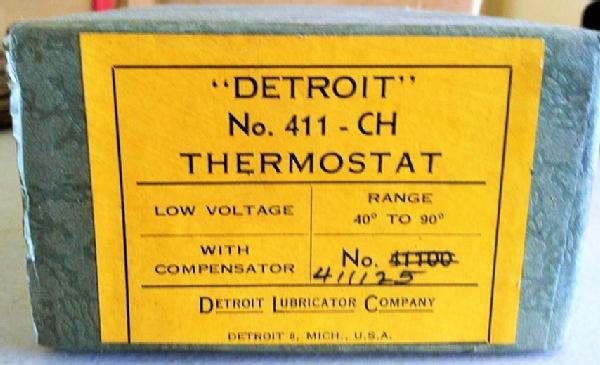 "DETROIT"
No. 411 - CH
THERMOSTAT
LOW VOLTAGE
RANGE
40° TO 90°
WITH
COMPENSATOR
No. 41100
411125
DETROIT LUBRICATOR COMPANY
DETROIT 8, MICH., U.S.A.